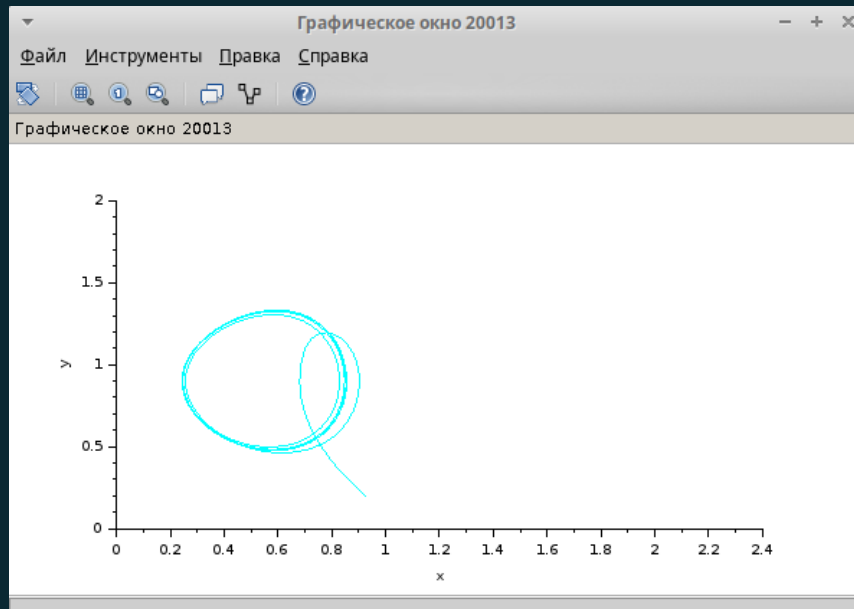 Графическое окно 20013
Файл Инструменты Правка Справка
Графическое окно 20013
2
1.5
1
0.5
0
y
0 0.2 0.4 0.6 0.8 1 1.2 1.4 1.6 1.8 2 2.2 2.4
x